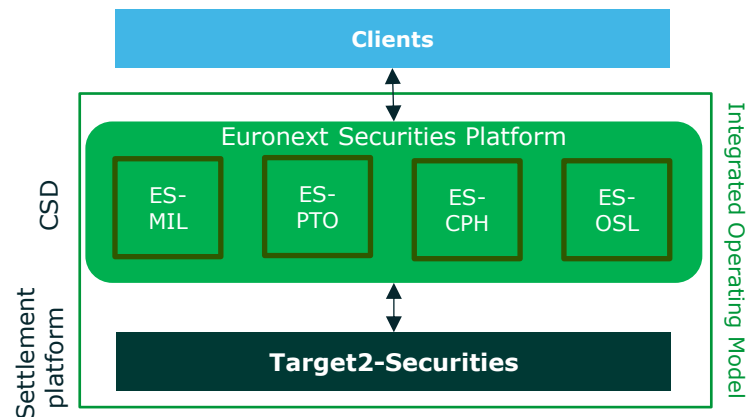 Clients
Euronext Securities Platform
ES-
MIL
ES-
PTO
ES-
CPH
ES-
OSL
CSD
Integrated Operating Model
Settlement
platform
Target2-Securities